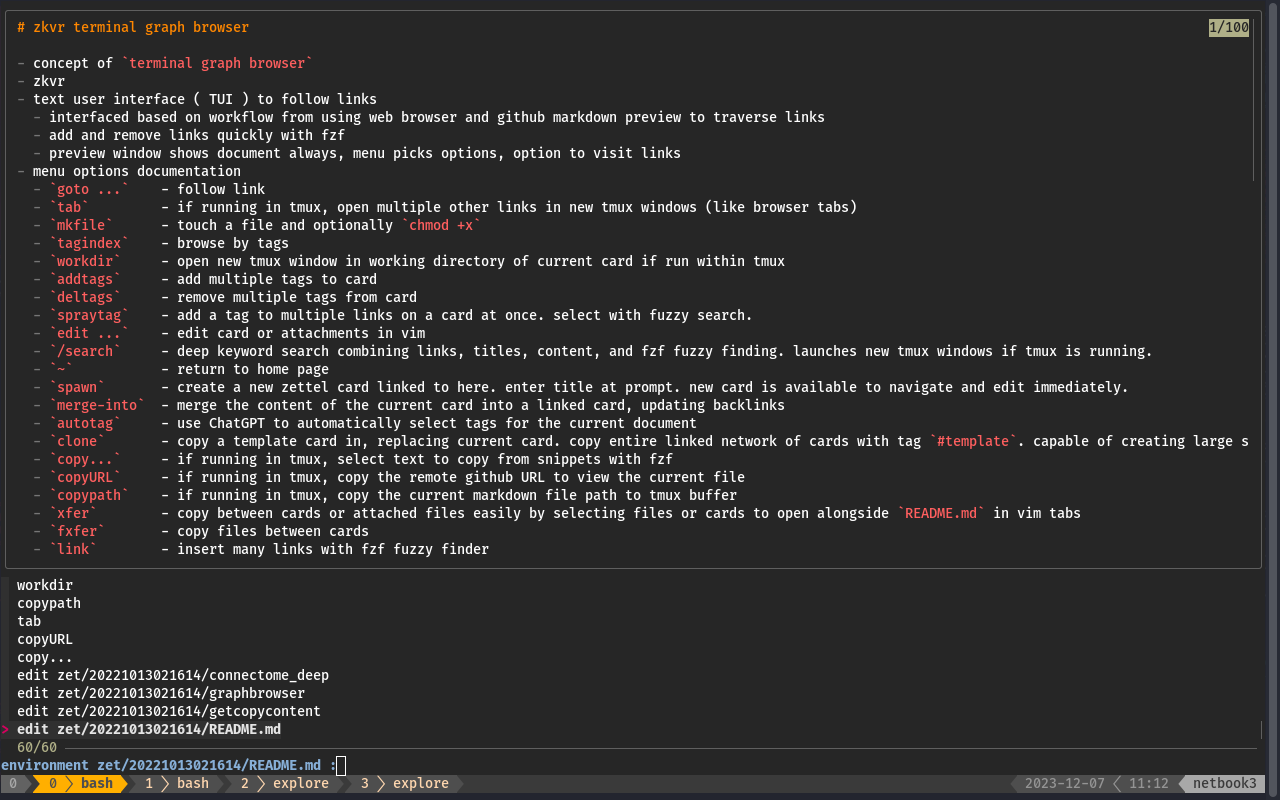 # zkvr terminal graph browser 1/100
- concept of `terminal graph browser`
- zkvr
- text user interface ( TUI ) to follow links
- interfaced based on workflow from using web browser and github markdown preview to traverse links
- add and remove links quickly with fzf
- preview window shows document always, menu picks options, option to visit links
- menu options documentation
- `goto ...` - follow link
- `tab` - if running in tmux, open multiple other links in new tmux windows (like browser tabs)
- `mkfile` - touch a file and optionally `chmod +x`
- `tagindex` - browse by tags
- `workdir` - open new tmux window in working directory of current card if run within tmux
- `addtags` - add multiple tags to card
- `deltags` - remove multiple tags from card
- `spraytag` - add a tag to multiple links on a card at once. select with fuzzy search.
- `edit ...` - edit card or attachments in vim
- `/search` - deep keyword search combining links, titles, content, and fzf fuzzy finding. launches new tmux windows if tmux is running.
- `~` - return to home page
- `spawn` - create a new zettel card linked to here. enter title at prompt. new card is available to navigate and edit immediately.
- `merge-into` - merge the content of the current card into a linked card, updating backlinks
- `autotag` - use ChatGPT to automatically select tags for the current document
- `clone` - copy a template card in, replacing current card. copy entire linked network of cards with tag `#template`. capable of creating large s
- `copy...` - if running in tmux, select text to copy from snippets with fzf
- `copyURL` - if running in tmux, copy the remote github URL to view the current file
- `copypath` - if running in tmux, copy the current markdown file path to tmux buffer
- `xfer` - copy between cards or attached files easily by selecting files or cards to open alongside `README.md` in vim tabs
- `fxfer` - copy files between cards
- `link` - insert many links with fzf fuzzy finder
workdir
copypath
tab
copyURL
copy...
edit zet/20221013021614/connectome_deep
edit zet/20221013021614/graphbrowser
edit zet/20221013021614/getcopycontent
> edit zet/20221013021614/README.md
60/60
environment zet/20221013021614/README.md :
0 0 bash 1 bash 2 explore 3 explore 2023-12-07 11:12 netbook3